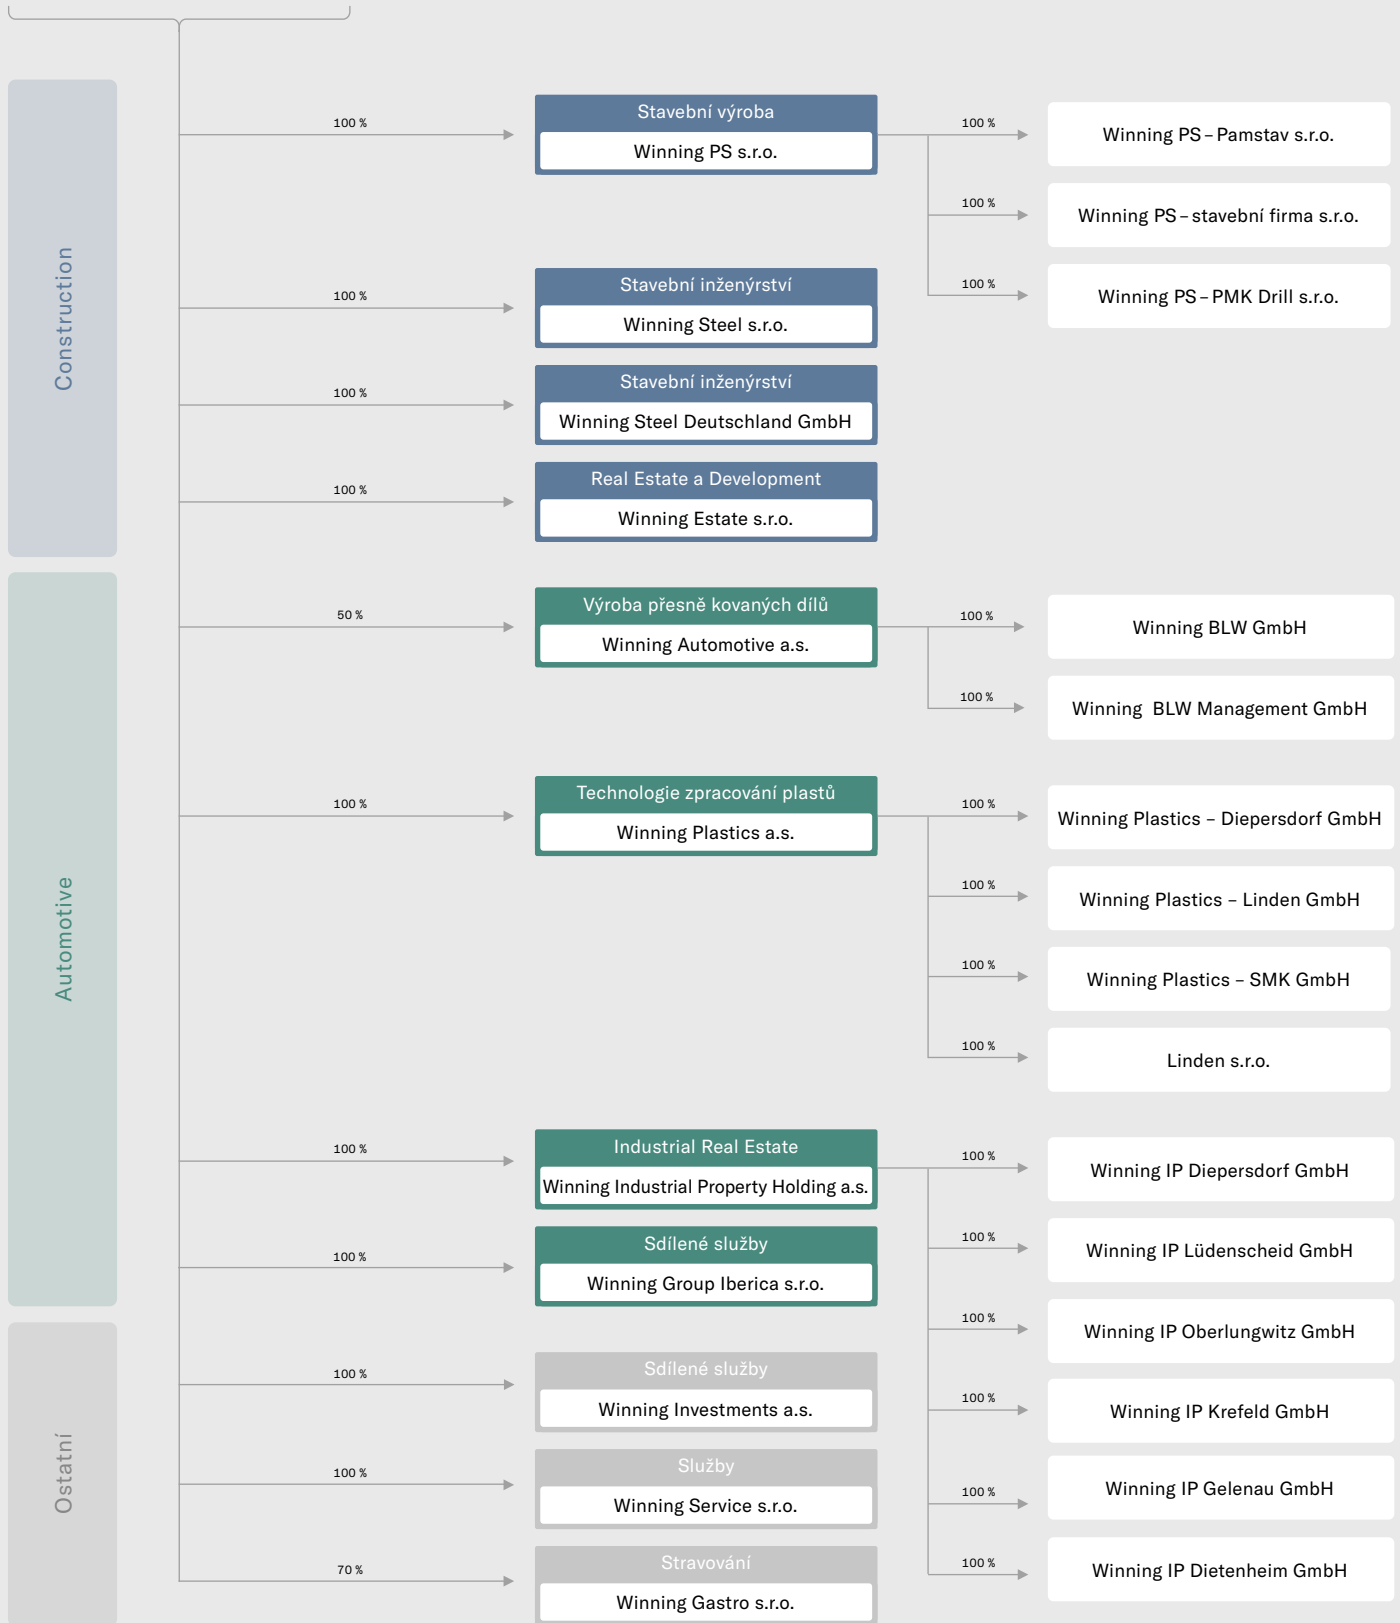 Construction
100 %
Stavební výroba
Winning PS s.r.o.
100 %
Winning PS – Pamstav s.r.o.
100 %
Winning PS – stavební firma s.r.o.
100 %
Winning PS – PMK Drill s.r.o.
100 %
Stavební inženýrství
Winning Steel s.r.o.
100 %
Stavební inženýrství
Winning Steel Deutschland GmbH
100 %
Real Estate a Development
Winning Estate s.r.o.
Automotive
50 %
Výroba přesně kovaných dílů
Winning Automotive a.s.
100 %
Winning BLW GmbH
100 %
Winning BLW Management GmbH
100 %
Technologie zpracování plastů
Winning Plastics a.s.
100 %
Winning Plastics – Diepersdorf GmbH
100 %
Winning Plastics – Linden GmbH
100 %
Winning Plastics – SMK GmbH
100 %
Linden s.r.o.
100 %
Industrial Real Estate
Winning Industrial Property Holding a.s.
100 %
Winning IP Diepersdorf GmbH
100 %
Winning IP Lüdenscheid GmbH
100 %
Winning IP Oberlungwitz GmbH
100 %
Winning IP Krefeld GmbH
100 %
Winning IP Gelenau GmbH
100 %
Winning IP Dietenheim GmbH
100 %
Sdílené služby
Winning Group Iberica s.r.o.
Ostatní
100 %
Sdílené služby
Winning Investments a.s.
100 %
Služby
Winning Service s.r.o.
70 %
Stravování
Winning Gastro s.r.o.